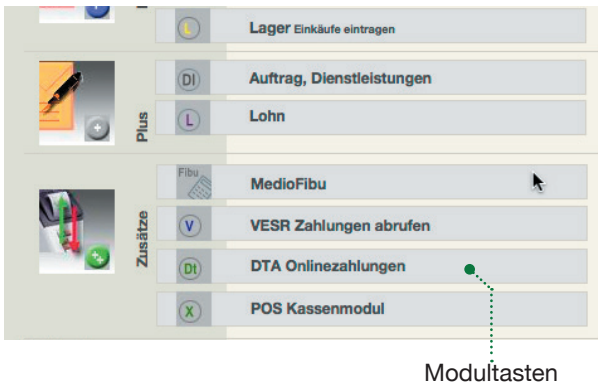 L Lager Einkäufe eintragen
DI Auftrag, Dienstleistungen
Plus
L Lohn
Fibu MedioFibu
Zusätze
V VESR Zahlungen abrufen
Dt DTA Onlinezahlungen
X POS Kassenmodul
Modultasten